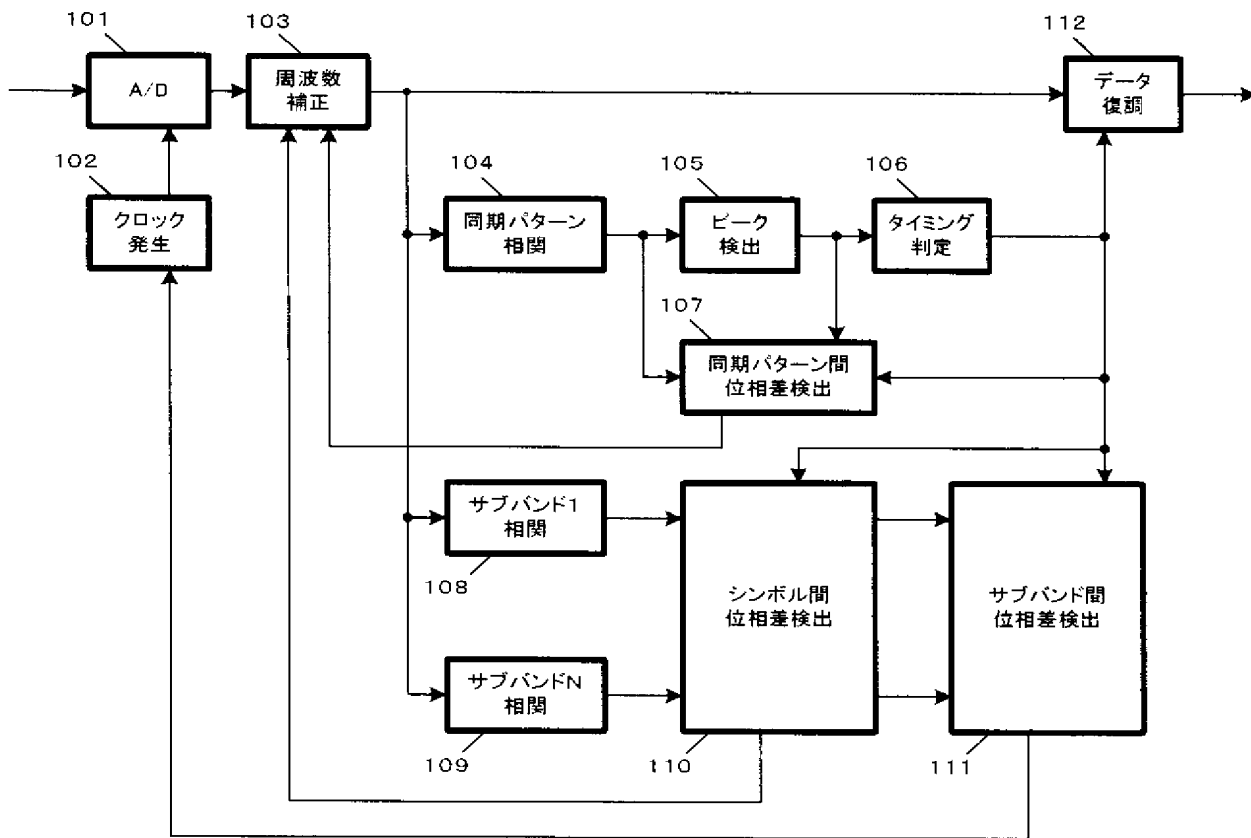 101
A/D
103
周波数
補正
112
データ
復調
102
クロック
発生
104
同期パターン
相関
105
ピーク
検出
106
タイミング
判定
107
同期パターン間
位相差検出
サブバンド1
相関
108
サブバンドN
相関
109
シンボル間
位相差検出
110
サブバンド間
位相差検出
111